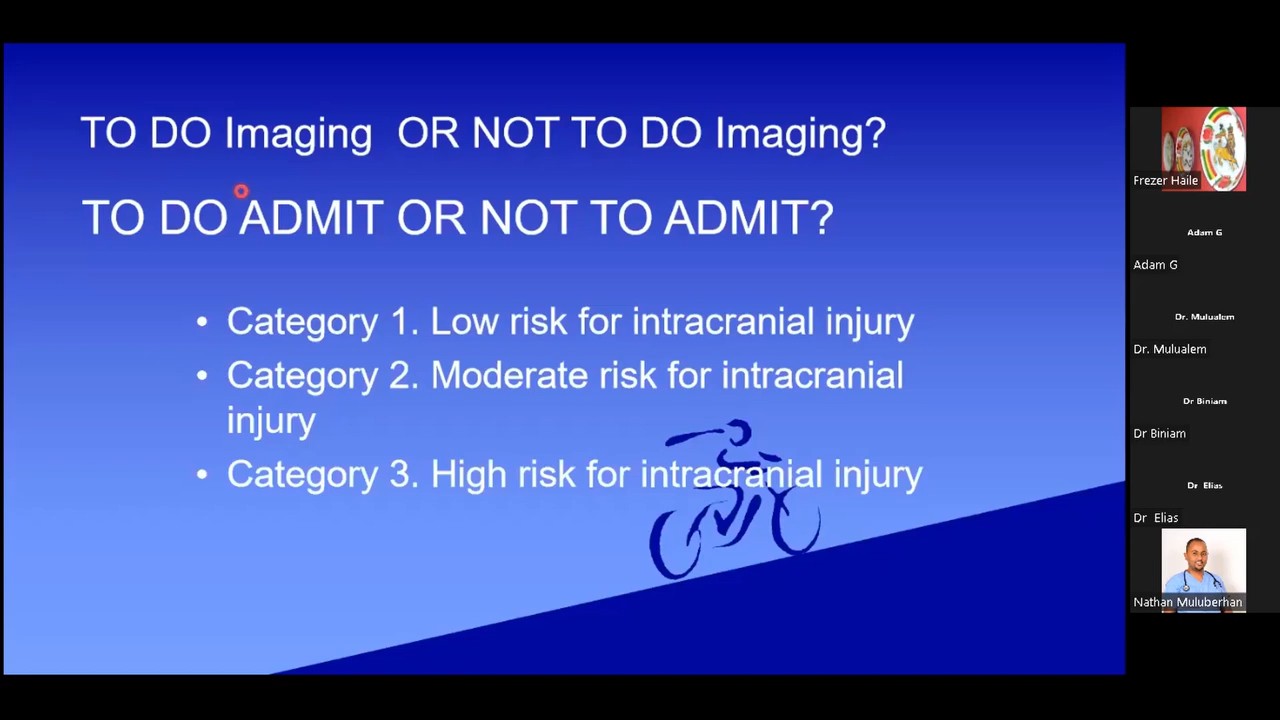 TO DO Imaging OR NOT TO DO Imaging?
TO DO ADMIT OR NOT TO ADMIT?
• Category 1. Low risk for intracranial injury
• Category 2. Moderate risk for intracranial
injury
• Category 3. High risk for intracranial injury
Frezer Haile
Adam G
Adam G
Dr. Mulualem
Dr. Mulualem
Dr Biniam
Dr Biniam
Dr Elias
Dr Elias
Nathan Muluberhan